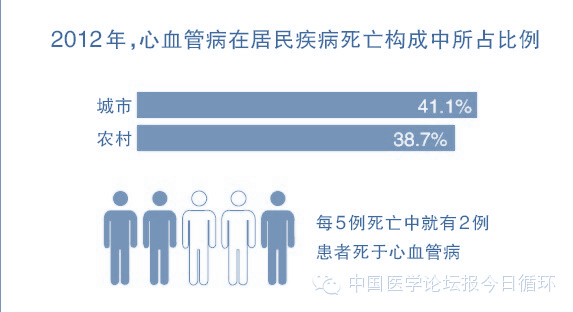 2012年,心血管病在居民疾病死亡构成中所占比例
城市 41.1%
农村 38.7%
每5例死亡中就有2例
患者死于心血管病
中国医学论坛报今日循环